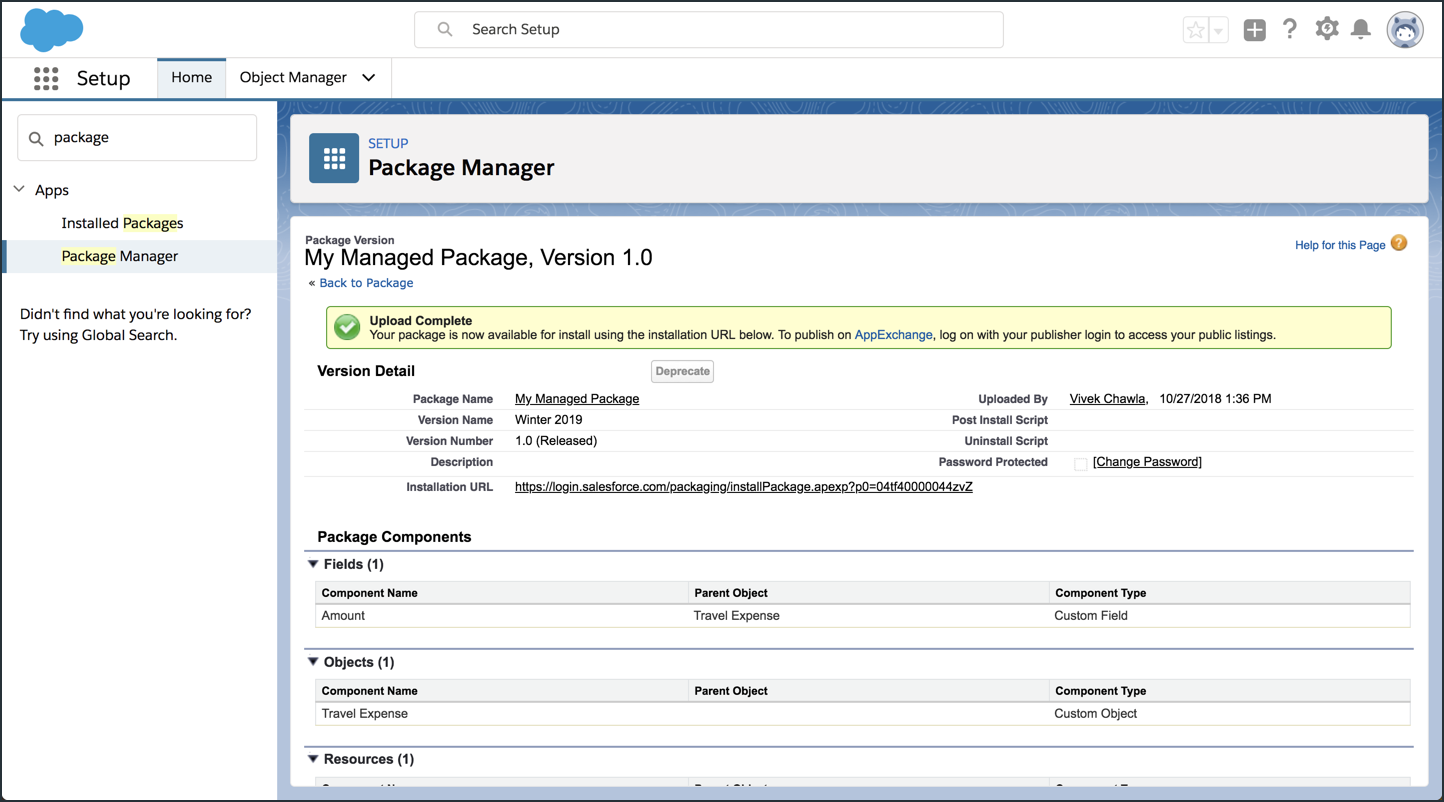 Search Setup
Setup
Home
Object Manager
package
Apps
Installed Packages
Package Manager
Didn't find what you're looking for?
Try using Global Search.
SETUP
Package Manager
Package Version
My Managed Package, Version 1.0
« Back to Package
Help for this Page
Upload Complete
Your package is now available for install using the installation URL below. To publish on AppExchange, log on with your publisher login to access your public listings.
Version Detail
Deprecate
Package Name My Managed Package Uploaded By Vivek Chawla, 10/27/2018 1:36 PM
Version Name Winter 2019 Post Install Script
Version Number 1.0 (Released) Uninstall Script
Description Password Protected [Change Password]
Installation URL https://login.salesforce.com/packaging/installPackage.apexp?p0=04tf40000044zvZ
Package Components
Fields (1)
Component Name Parent Object Component Type
Amount Travel Expense Custom Field
Objects (1)
Component Name Parent Object Component Type
Travel Expense Custom Object
Resources (1)